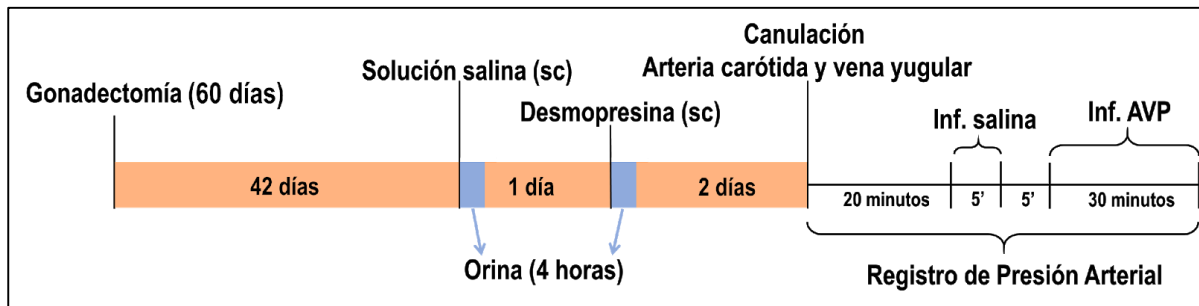 Canulación
Arteria carótida y vena yugular
Solución salina (sc)
Gonadectomía (60 días)
Desmopresina (sc)
Inf. salina
Inf. AVP
42 días
1 día
2 días
20 minutos
5’
5’
30 minutos
Orina (4 horas)
Registro de Presión Arterial